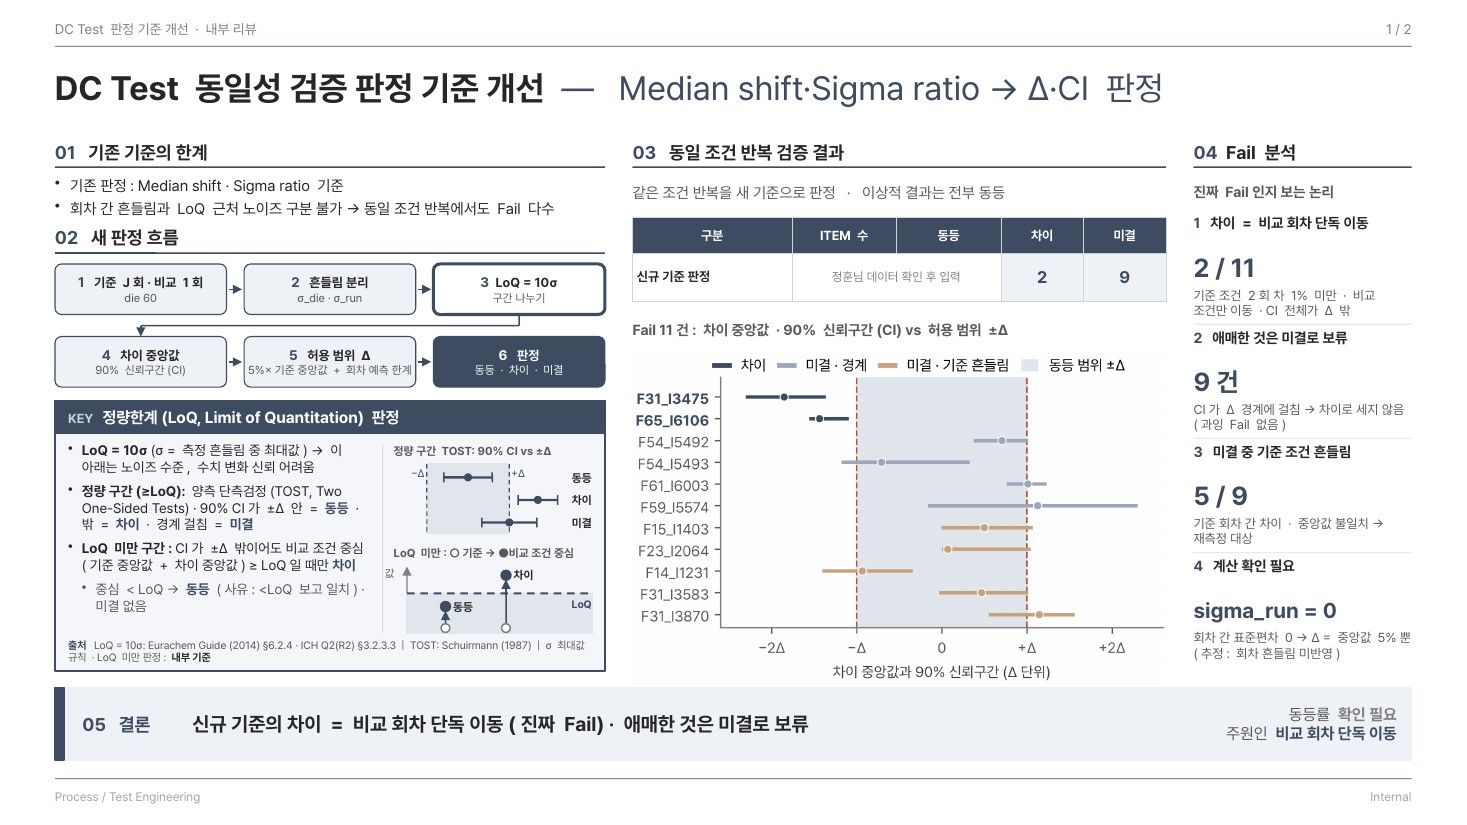 DC Test 판정 기준 개선 · 내부 리뷰
1 / 2
DC Test 동일성 검증 판정 기준 개선 — Median shift·Sigma ratio → Δ·CI 판정
01 기존 기준의 한계
• 기존 판정 : Median shift · Sigma ratio 기준
• 회차 간 흔들림과 LoQ 근처 노이즈 구분 불가 → 동일 조건 반복에서도 Fail 다수
02 새 판정 흐름
1 기준 J 회 · 비교 1 회
die 60
2 흔들림 분리
σ_die · σ_run
3 LoQ = 10σ
구간 나누기
4 차이 중앙값
90% 신뢰구간 (CI)
5 허용 범위 Δ
5%× 기준 중앙값 + 회차 예측 한계
6 판정
동등 · 차이 · 미결
KEY 정량한계 (LoQ, Limit of Quantitation) 판정
• LoQ = 10σ (σ = 측정 흔들림 중 최대값 ) → 이
아래는 노이즈 수준 , 수치 변화 신뢰 어려움
• 정량 구간 (≥LoQ): 양측 단측검정 (TOST, Two
One-Sided Tests) · 90% CI 가 ±Δ 안 = 동등 ·
밖 = 차이 · 경계 걸침 = 미결
• LoQ 미만 구간 : CI 가 ±Δ 밖이어도 비교 조건 중심
( 기준 중앙값 + 차이 중앙값 ) ≥ LoQ 일 때만 차이
• 중심 < LoQ → 동등 ( 사유 : <LoQ 보고 일치 ) ·
미결 없음
정량 구간 TOST: 90% CI vs ±Δ
−Δ
+Δ
동등
차이
미결
LoQ 미만 : ○ 기준 → ●비교 조건 중심
값
차이
동등
LoQ
출처 LoQ = 10σ: Eurachem Guide (2014) §6.2.4 · ICH Q2(R2) §3.2.3.3 | TOST: Schuirmann (1987) | σ 최대값
규칙 · LoQ 미만 판정 : 내부 기준
03 동일 조건 반복 검증 결과
같은 조건 반복을 새 기준으로 판정 · 이상적 결과는 전부 동등
구분 ITEM 수 동등 차이 미결
신규 기준 판정 정훈님 데이터 확인 후 입력 2 9
Fail 11 건 : 차이 중앙값 · 90% 신뢰구간 (CI) vs 허용 범위 ±Δ
차이 미결 · 경계 미결 · 기준 흔들림 동등 범위 ±Δ
F31_I3475
F65_I6106
F54_I5492
F54_I5493
F61_I6003
F59_I5574
F15_I1403
F23_I2064
F14_I1231
F31_I3583
F31_I3870
−2Δ −Δ 0 +Δ +2Δ
차이 중앙값과 90% 신뢰구간 (Δ 단위)
04 Fail 분석
진짜 Fail 인지 보는 논리
1 차이 = 비교 회차 단독 이동
2 / 11
기준 조건 2 회 차 1% 미만 · 비교
조건만 이동 · CI 전체가 Δ 밖
2 애매한 것은 미결로 보류
9 건
CI 가 Δ 경계에 걸침 → 차이로 세지 않음
( 과잉 Fail 없음 )
3 미결 중 기준 조건 흔들림
5 / 9
기준 회차 간 차이 · 중앙값 불일치 →
재측정 대상
4 계산 확인 필요
sigma_run = 0
회차 간 표준편차 0 → Δ = 중앙값 5% 뿐
( 추정 : 회차 흔들림 미반영 )
05 결론 신규 기준의 차이 = 비교 회차 단독 이동 ( 진짜 Fail) · 애매한 것은 미결로 보류
동등률 확인 필요
주원인 비교 회차 단독 이동
Process / Test Engineering
Internal